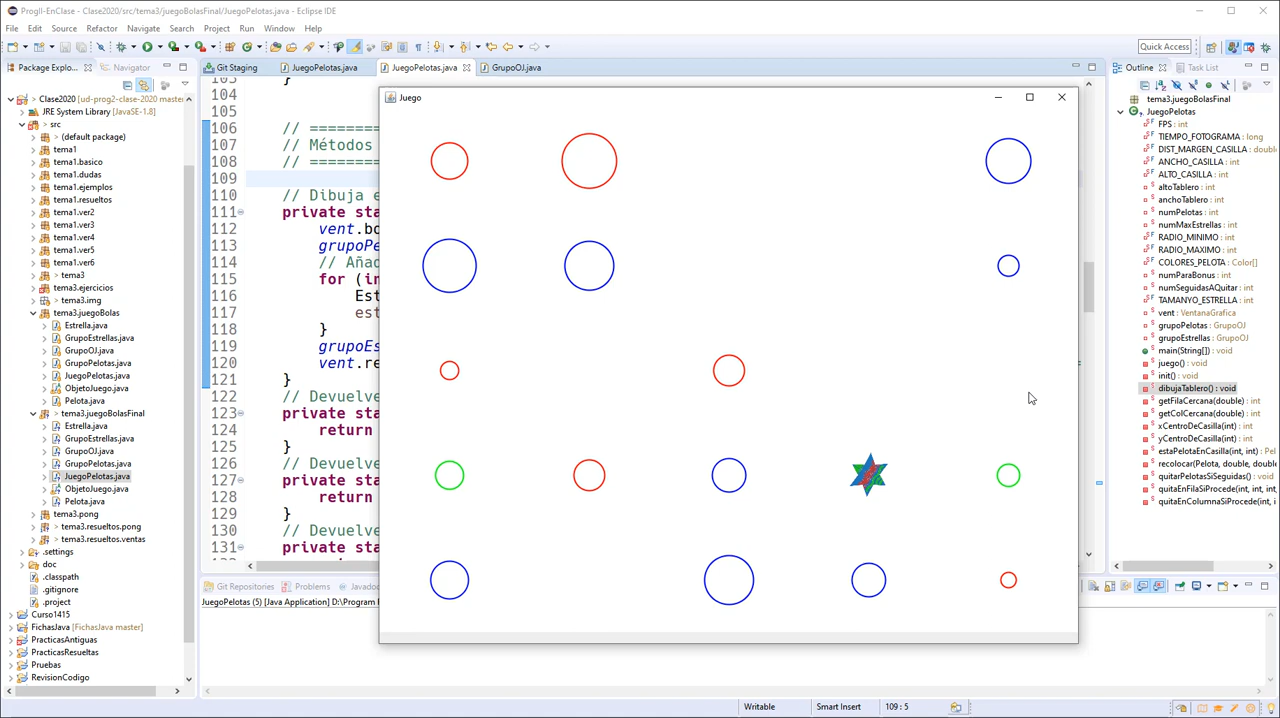 ProgII-EnClase - Clase2020/src/tema3/juegoBolasFinal/JuegoPelotas.java - Eclipse IDE
File Edit Source Refactor Navigate Search Project Run Window Help
Quick Access
Package Explo...
Navigator
Clase2020 [ud-prog2-clase-2020 master]
JRE System Library [JavaSE-1.8]
src
(default package)
tema1
tema1.basico
tema1.dudas
tema1.ejemplos
tema1.resueltos
tema1.ver2
tema1.ver3
tema1.ver4
tema1.ver5
tema1.ver6
tema3
tema3.ejercicios
tema3.img
tema3.juegoBolas
Estrella.java
GrupoEstrellas.java
GrupoOJ.java
GrupoPelotas.java
JuegoPelotas.java
ObjetoJuego.java
Pelota.java
tema3.juegoBolasFinal
Estrella.java
GrupoEstrellas.java
GrupoOJ.java
GrupoPelotas.java
JuegoPelotas.java
ObjetoJuego.java
Pelota.java
tema3.pong
tema3.resueltos.pong
tema3.resueltos.ventas
.settings
doc
.classpath
.gitignore
.project
Curso1415
FichasJava [FichasJava master]
PracticasAntiguas
PracticasResueltas
Pruebas
RevisionCodigo
Git Staging
JuegoPelotas.java
JuegoPelotas.java
GrupoOJ.java
103 }
104
105
106 // ========
107 // Métodos
108 // ========
109
110 // Dibuja e
111 private sta
112 vent.bo
113 grupoPe
114 // Añad
115 for (in
116 Est
117 est
118 }
119 grupoEs
120 vent.re
121 }
122 // Devuelve
123 private sta
124 return
125 }
126 // Devuelve
127 private sta
128 return
129 }
130 // Devuelve
131 private sta
Juego
Git Repositories
Problems
Javadoc
JuegoPelotas (5) [Java Application] D:\Program
Outline
Task List
tema3.juegoBolasFinal
JuegoPelotas
FPS : int
TIEMPO_FOTOGRAMA : long
DIST_MARGEN_CASILLA : int
ANCHO_CASILLA : int
ALTO_CASILLA : int
altoTablero : int
anchoTablero : int
numPelotas : int
numMaxEstrellas : int
RADIO_MINIMO : int
RADIO_MAXIMO : int
COLORES_PELOTA : Color[]
numParaBonus : int
numSeguidasAQuitar : int
TAMANYO_ESTRELLA : int
vent : VentanaGrafica
grupoPelotas : GrupoOJ
grupoEstrellas : GrupoOJ
main(String[]) : void
juego() : void
init() : void
dibujaTablero() : void
getFilaCercana(double) : int
getColCercana(double) : int
xCentroDeCasilla(int) : int
yCentroDeCasilla(int) : int
estaPelotaEn(int, int) : Pel
recolocar(Pelota, double, doubl
quitarPelotasSiSeguidas() : void
quitaEnFilaSiProcede(int, int, int
quitaEnColumnaSiProcede(int, i
Writable
Smart Insert
109 : 5